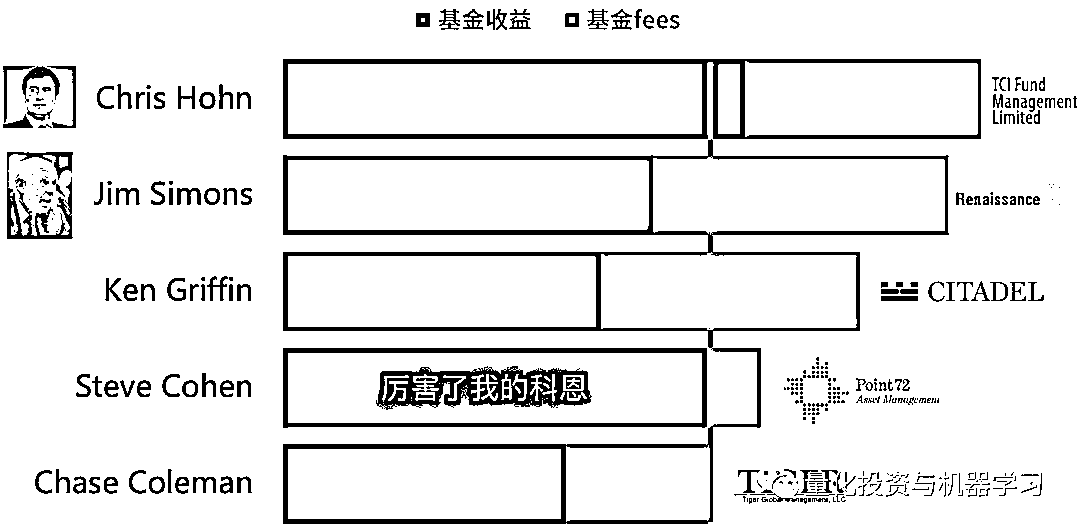 基金收益 基金fees
Chris Hohn
TCI Fund
Management
Limited
Jim Simons
Renaissance
Ken Griffin
CITADEL
Steve Cohen
厉害了我的科恩
Point72
Asset Management
Chase Coleman
TIGER
Tiger Global Management, LLC
量化投资与机器学习